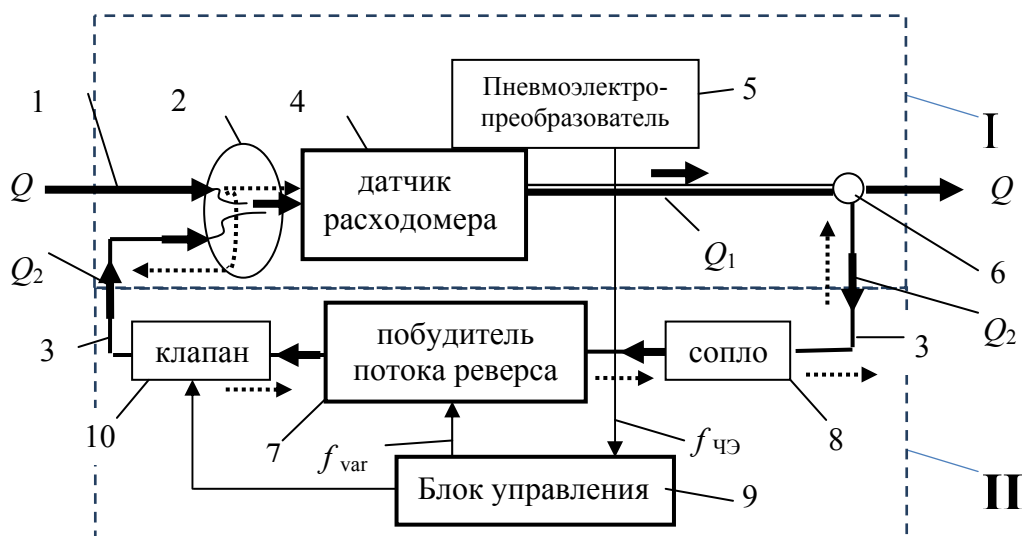 1
2
4
Пневмоэлектро-
преобразователь
5
I
Q
датчик
расходомера
Q
Q₁
6
Q₂
Q₂
3
клапан
побудитель
потока реверса
сопло
3
10
7
f var
f ЧЭ
8
Блок управления
9
II